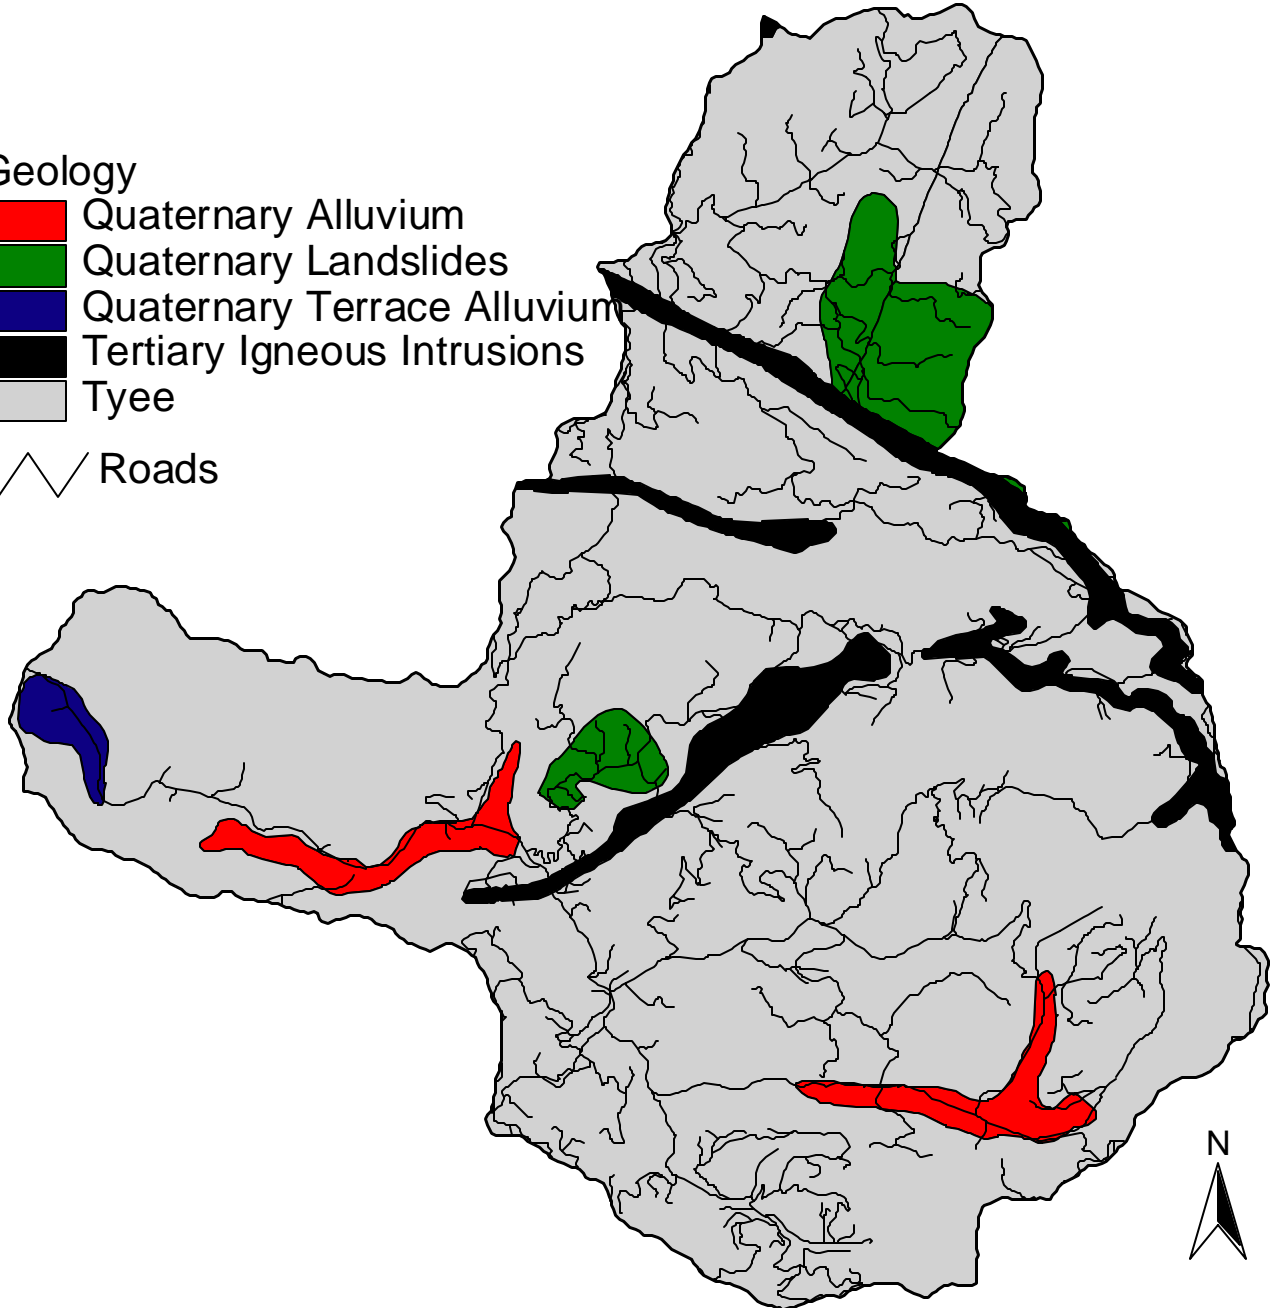 Geology
Quaternary Alluvium
Quaternary Landslides
Quaternary Terrace Alluvium
Tertiary Igneous Intrusions
Tyee
Roads
N